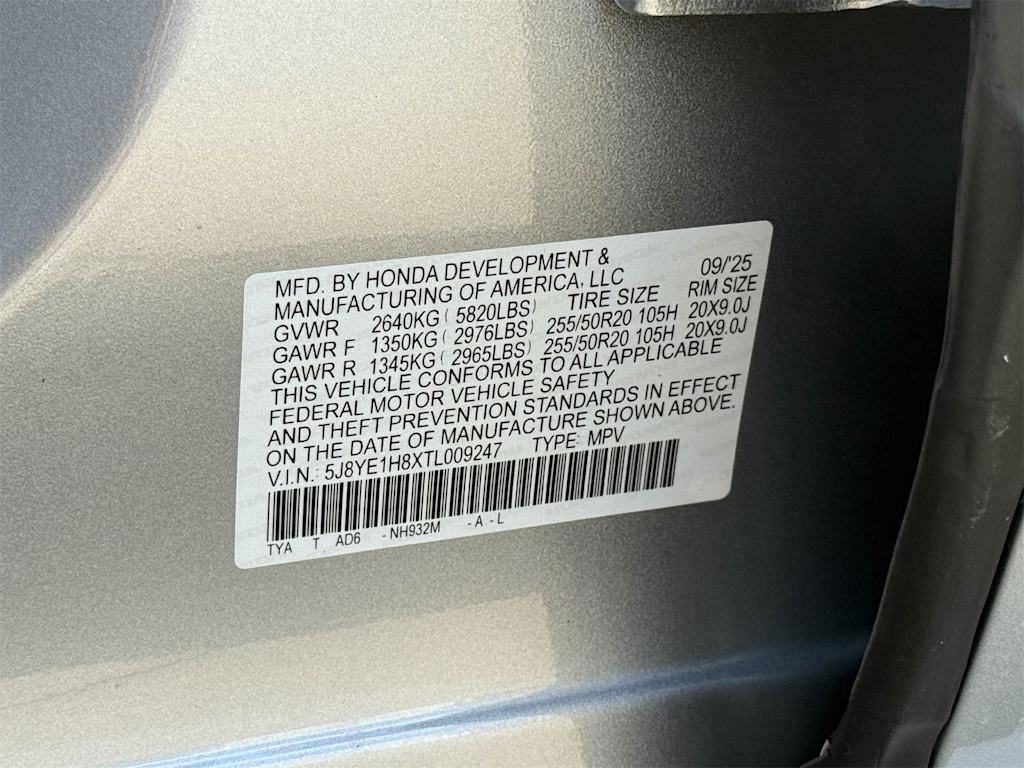 MFD. BY HONDA DEVELOPMENT & 09/'25
MANUFACTURING OF AMERICA, LLC
GVWR 2640KG ( 5820LBS) TIRE SIZE RIM SIZE
GAWR F 1350KG ( 2976LBS) 255/50R20 105H 20X9.0J
GAWR R 1345KG ( 2965LBS) 255/50R20 105H 20X9.0J
THIS VEHICLE CONFORMS TO ALL APPLICABLE
FEDERAL MOTOR VEHICLE SAFETY
AND THEFT PREVENTION STANDARDS IN EFFECT
ON THE DATE OF MANUFACTURE SHOWN ABOVE.
V.I.N.: 5J8YE1H8XTL009247 TYPE: MPV
TYA T AD6 -NH932M -A -L